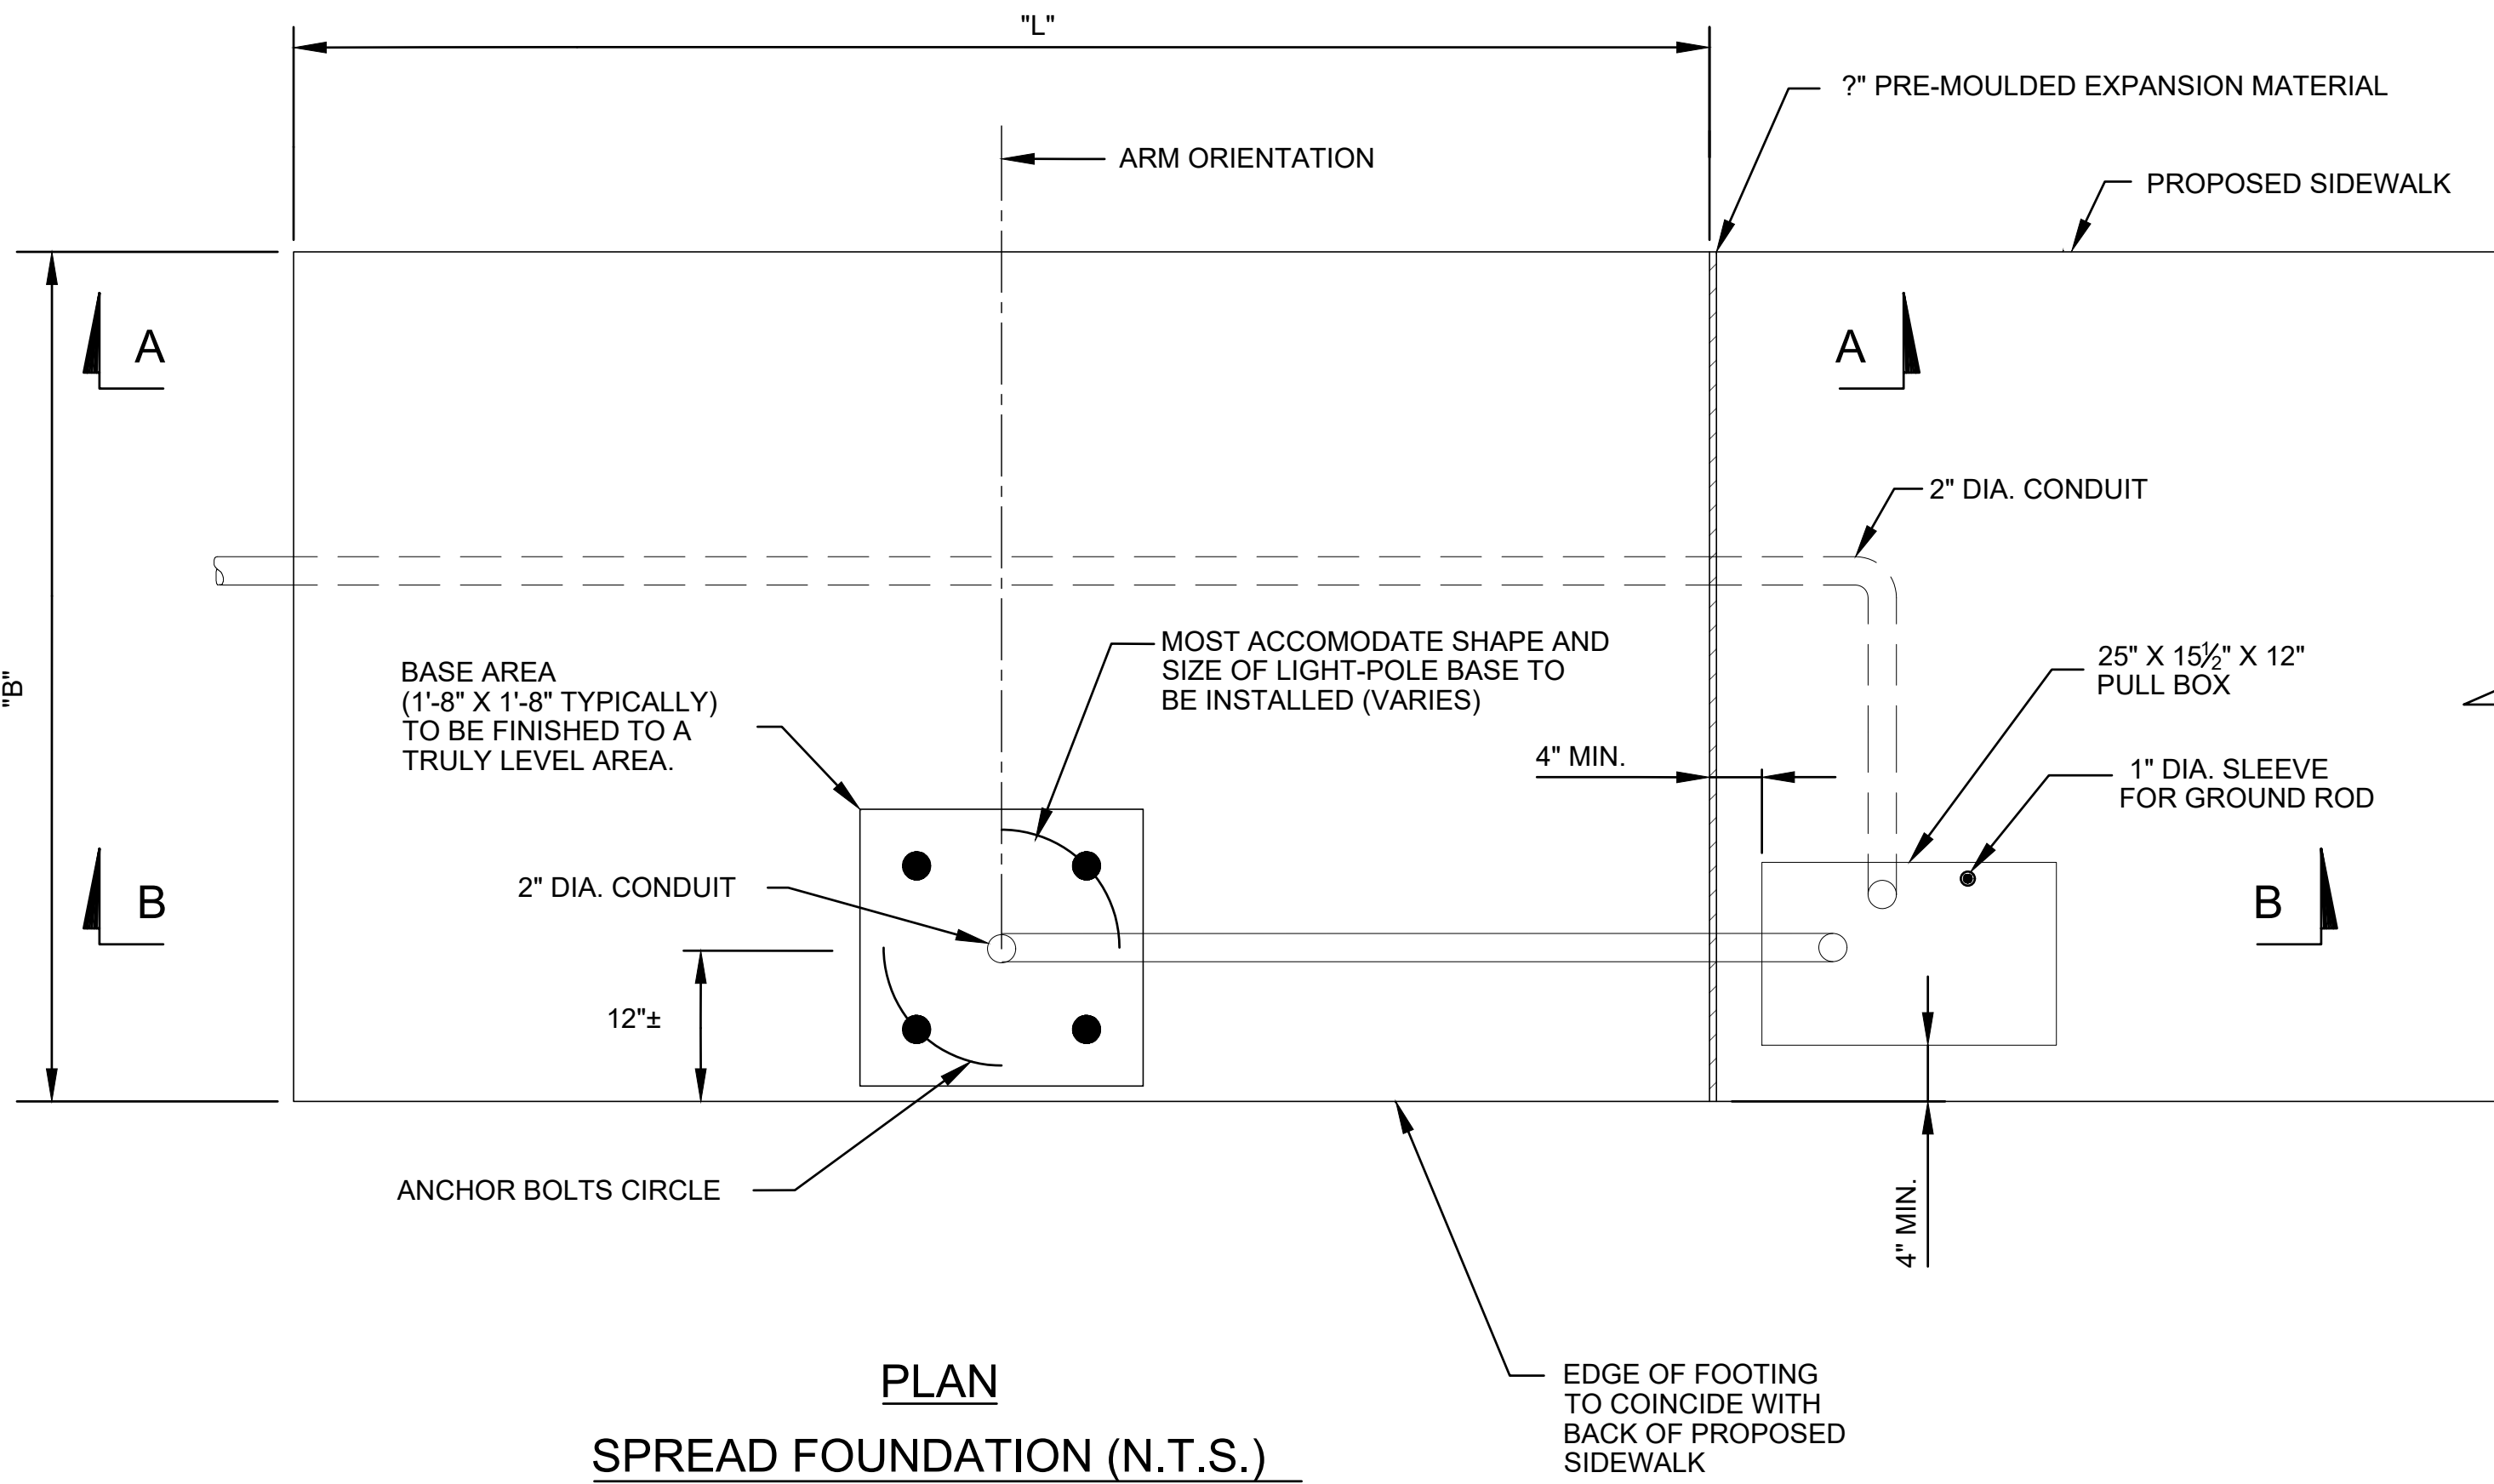 "L"
?" PRE-MOULDED EXPANSION MATERIAL
ARM ORIENTATION
PROPOSED SIDEWALK
A
A
2" DIA. CONDUIT
"B"
BASE AREA
(1'-8" X 1'-8" TYPICALLY)
TO BE FINISHED TO A
TRULY LEVEL AREA.
MOST ACCOMODATE SHAPE AND
SIZE OF LIGHT-POLE BASE TO
BE INSTALLED (VARIES)
25" X 15½" X 12"
PULL BOX
4" MIN.
1" DIA. SLEEVE
FOR GROUND ROD
2" DIA. CONDUIT
B
B
12"±
ANCHOR BOLTS CIRCLE
4" MIN.
EDGE OF FOOTING
TO COINCIDE WITH
BACK OF PROPOSED
SIDEWALK
PLAN
SPREAD FOUNDATION (N.T.S.)